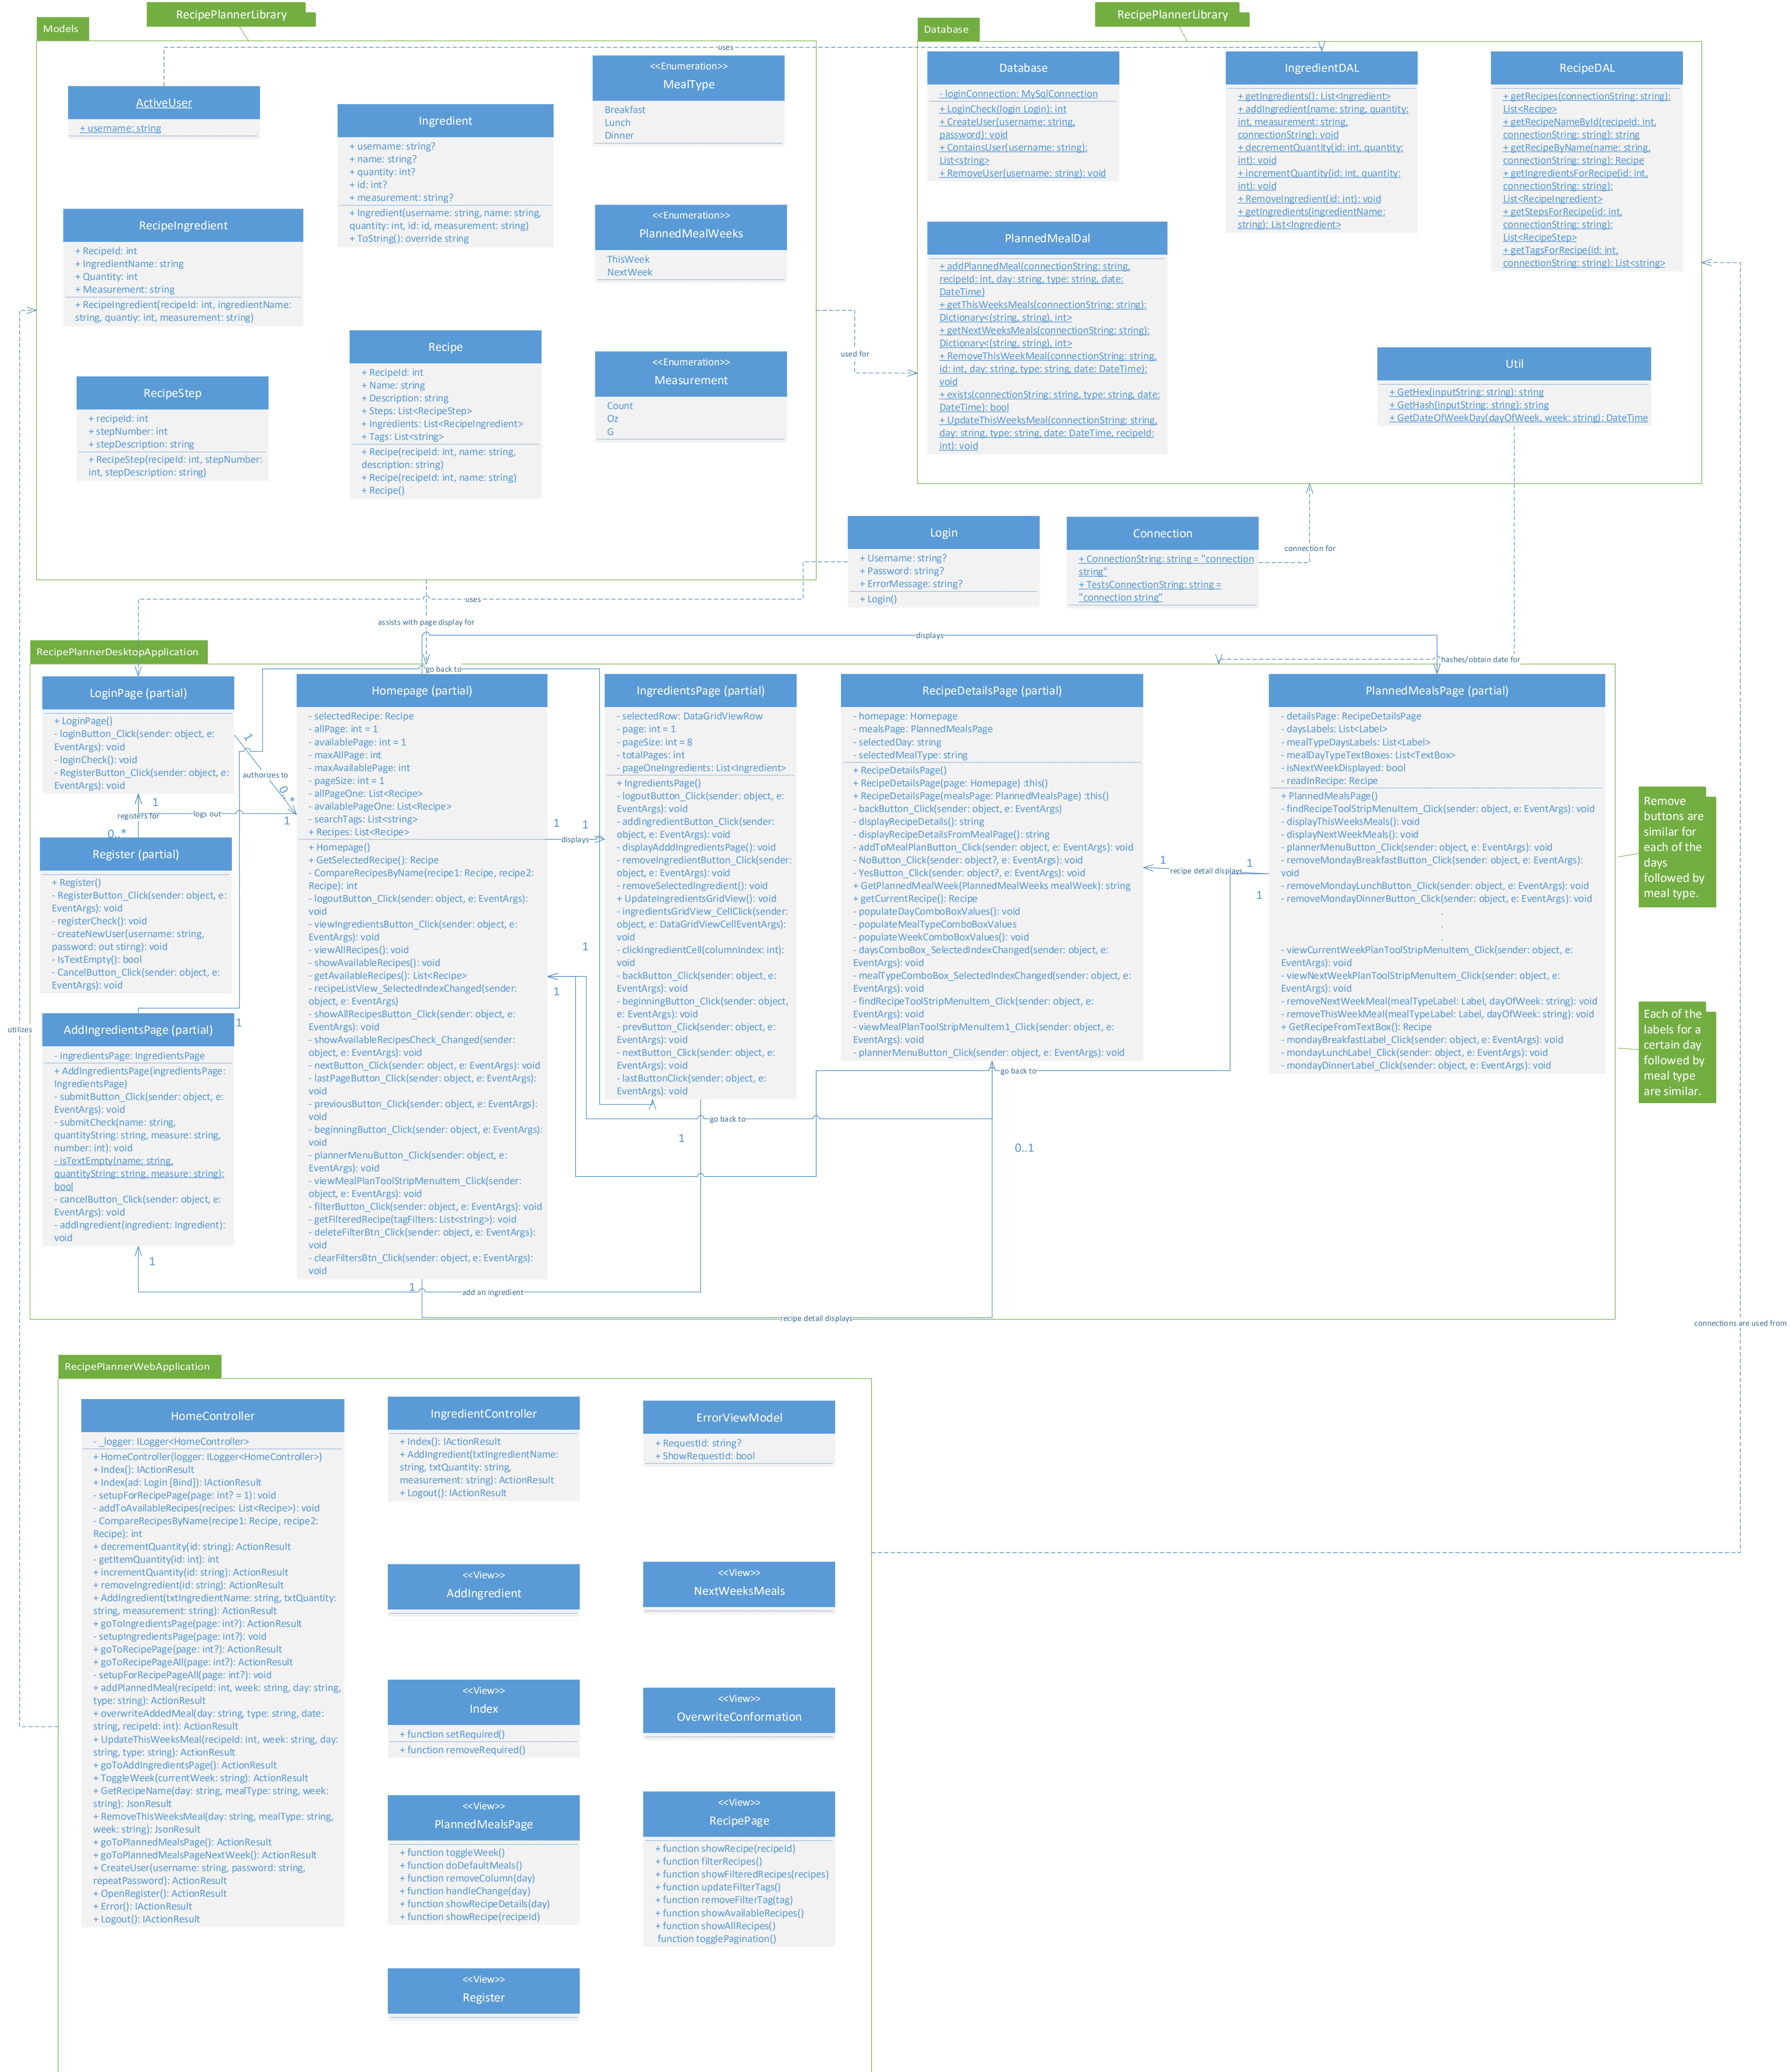 RecipePlannerLibrary
Models
uses
ActiveUser
+ username: string
Ingredient
+ username: string?
+ name: string?
+ quantity: int?
+ id: int?
+ measurement: string?
+ Ingredient(username: string, name: string,
quantity: int, id: id, measurement: string)
+ ToString(): override string
<<Enumeration>>
MealType
Breakfast
Lunch
Dinner
RecipeIngredient
+ RecipeId: int
+ IngredientName: string
+ Quantity: int
+ Measurement: string
+ RecipeIngredient(recipeId: int, ingredientName:
string, quantiy: int, measurement: string)
<<Enumeration>>
PlannedMealWeeks
ThisWeek
NextWeek
RecipeStep
+ recipeId: int
+ stepNumber: int
+ stepDescription: string
+ RecipeStep(recipeId: int, stepNumber:
int, stepDescription: string)
Recipe
+ RecipeId: int
+ Name: string
+ Description: string
+ Steps: List<RecipeStep>
+ Ingredients: List<RecipeIngredient>
+ Tags: List<string>
+ Recipe(recipeId: int, name: string,
description: string)
+ Recipe(recipeId: int, name: string)
+ Recipe()
<<Enumeration>>
Measurement
Count
Oz
G
used for
RecipePlannerLibrary
Database
Database
- loginConnection: MySqlConnection
+ LoginCheck(login Login): int
+ CreateUser(username: string,
password): void
+ ContainsUser(username: string):
List<string>
+ RemoveUser(username: string): void
IngredientDAL
+ getIngredients(): List<Ingredient>
+ addIngredient(name: string, quantity:
int, measurement: string,
connectionString): void
+ decrementQuantity(id: int, quantity:
int): void
+ incrementQuantity(id: int, quantity:
int): void
+ RemoveIngredient(id: int): void
+ getIngredients(ingredientName:
string): List<Ingredient>
RecipeDAL
+ getRecipes(connectionString: string):
List<Recipe>
+ getRecipeNameById(recipeId: int,
connectionString: string): string
+ getRecipeByName(name: string,
connectionString: string): Recipe
+ getIngredientsForRecipe(id: int,
connectionString: string):
List<RecipeIngredient>
+ getStepsForRecipe(id: int,
connectionString: string):
List<RecipeStep>
+ getTagsForRecipe(id: int,
connectionString: string): List<string>
PlannedMealDal
+ addPlannedMeal(connectionString: string,
recipeId: int, day: string, type: string, date:
DateTime)
+ getThisWeeksMeals(connectionString: string):
Dictionary<(string, string), int>
+ getNextWeeksMeals(connectionString: string):
Dictionary<(string, string), int>
+ RemoveThisWeekMeal(connectionString: string,
id: int, day: string, type: string, date: DateTime):
void
+ exists(connectionString: string, type: string, date:
DateTime): bool
+ UpdateThisWeeksMeal(connectionString: string,
day: string, type: string, date: DateTime, recipeId:
int): void
Util
+ GetHex(inputString: string): string
+ GetHash(inputString: string): string
+ GetDateOfWeekDay(dayOfWeek, week: string): DateTime
Login
+ Username: string?
+ Password: string?
+ ErrorMessage: string?
+ Login()
Connection
+ ConnectionString: string = "connection
string"
+ TestsConnectionString: string =
"connection string"
connection for
uses
assists with page display for
displays
hashes/obtain date for
RecipePlannerDesktopApplication
go back to
LoginPage (partial)
+ LoginPage()
- loginButton_Click(sender: object, e:
EventArgs): void
- loginCheck(): void
- RegisterButton_Click(sender: object, e:
EventArgs): void
1
authorizes to
0..*
1
logs out
1
registers for
0..*
Register (partial)
+ Register()
- RegisterButton_Click(sender: object, e:
EventArgs): void
- registerCheck(): void
- createNewUser(username: string,
password: out stirng): void
- IsTextEmpty(): bool
- CancelButton_Click(sender: object, e:
EventArgs): void
AddIngredientsPage (partial)
1
- ingredientsPage: IngredientsPage
+ AddIngredientsPage(ingredientsPage:
IngredientsPage)
- submitButton_Click(sender: object, e:
EventArgs): void
- submitCheck(name: string,
quantityString: string, measure: string,
number: int): void
- isTextEmpty(name: string,
quantityString: string, measure: string):
bool
- cancelButton_Click(sender: object, e:
EventArgs): void
- addIngredient(ingredient: Ingredient):
void
1
Homepage (partial)
- selectedRecipe: Recipe
- allPage: int = 1
- availablePage: int = 1
- maxAllPage: int
- maxAvailablePage: int
- pageSize: int = 1
- allPageOne: List<Recipe>
- availablePageOne: List<Recipe>
- searchTags: List<string>
+ Recipes: List<Recipe>
+ Homepage()
+ GetSelectedRecipe(): Recipe
- CompareRecipesByName(recipe1: Recipe, recipe2:
Recipe): int
- logoutButton_Click(sender: object, e: EventArgs):
void
- viewIngredientsButton_Click(sender: object, e:
EventArgs): void
- viewAllRecipes(): void
- showAvailableRecipes(): void
- getAvailableRecipes(): List<Recipe>
- recipeListView_SelectedIndexChanged(sender:
object, e: EventArgs)
- showAllRecipesButton_Click(sender: object, e:
EventArgs): void
- showAvailableRecipesCheck_Changed(sender:
object, e: EventArgs): void
- nextButton_Click(sender: object, e: EventArgs): void
- lastPageButton_Click(sender: object, e: EventArgs):
void
- previousButton_Click(sender: object, e: EventArgs):
void
- beginningButton_Click(sender: object, e: EventArgs):
void
- plannerMenuButton_Click(sender: object, e:
EventArgs): void
- viewMealPlanToolStripMenuItem_Click(sender:
object, e: EventArgs): void
- filterButton_Click(sender: object, e: EventArgs): void
- getFilteredRecipe(tagFilters: List<string>): void
- deleteFilterBtn_Click(sender: object, e: EventArgs):
void
- clearFiltersBtn_Click(sender: object, e: EventArgs):
void
1
1
displays
1
1
IngredientsPage (partial)
- selectedRow: DataGridViewRow
- page: int = 1
- pageSize: int = 8
- totalPages: int
- pageOneIngredients: List<Ingredient>
+ IngredientsPage()
- logoutButton_Click(sender: object, e:
EventArgs): void
- addIngredientButton_Click(sender:
object, e: EventArgs): void
- displayAdddIngredientsPage(): void
- removeIngredientButton_Click(sender:
object, e: EventArgs): void
- removeSelectedIngredient(): void
+ UpdateIngredientsGridView(): void
- ingredientsGridView_CellClick(sender:
object, e: DataGridViewCellEventArgs):
void
- clickIngredientCell(columnIndex: int):
void
- backButton_Click(sender: object, e:
EventArgs): void
- beginningButton_Click(sender: object,
e: EventArgs): void
- prevButton_Click(sender: object, e:
EventArgs): void
- nextButton_Click(sender: object, e:
EventArgs): void
- lastButtonClick(sender: object, e:
EventArgs): void
1
go back to
RecipeDetailsPage (partial)
- homepage: Homepage
- mealsPage: PlannedMealsPage
- selectedDay: string
- selectedMealType: string
+ RecipeDetailsPage()
+ RecipeDetailsPage(page: Homepage) :this()
+ RecipeDetailsPage(mealsPage: PlannedMealsPage) :this()
- backButton_Click(sender: object, e: EventArgs)
- displayRecipeDetails(): string
- displayRecipeDetailsFromMealPage(): string
- addToMealPlanButton_Click(sender: object, e: EventArgs): void
- NoButton_Click(sender: object?, e: EventArgs): void
- YesButton_Click(sender: object?, e: EventArgs): void
+ GetPlannedMealWeek(PlannedMealWeeks mealWeek): string
+ getCurrentRecipe(): Recipe
- populateDayComboBoxValues(): void
- populateMealTypeComboBoxValues
- populateWeekComboBoxValues(): void
- daysComboBox_SelectedIndexChanged(sender: object, e:
EventArgs): void
- mealTypeComboBox_SelectedIndexChanged(sender: object, e:
EventArgs): void
- findRecipeToolStripMenuItem_Click(sender: object, e:
EventArgs): void
- viewMealPlanToolStripMenuItem1_Click(sender: object, e:
EventArgs): void
- plannerMenuButton_Click(sender: object, e: EventArgs): void
1
recipe detail displays
1
1
go back to
0..1
PlannedMealsPage (partial)
- detailsPage: RecipeDetailsPage
- daysLabels: List<Label>
- mealTypeDaysLabels: List<Label>
- mealDayTypeTextBoxes: List<TextBox>
- isNextWeekDisplayed: bool
- readInRecipe: Recipe
+ PlannedMealsPage()
- findRecipeToolStripMenuItem_Click(sender: object, e: EventArgs): void
- displayThisWeeksMeals(): void
- displayNextWeekMeals(): void
- plannerMenuButton_Click(sender: object, e: EventArgs): void
- removeMondayBreakfastButton_Click(sender: object, e: EventArgs):
void
- removeMondayLunchButton_Click(sender: object, e: EventArgs): void
- removeMondayDinnerButton_Click(sender: object, e: EventArgs): void
.
.
.
- viewCurrentWeekPlanToolStripMenuItem_Click(sender: object, e:
EventArgs): void
- viewNextWeekPlanToolStripMenuItem_Click(sender: object, e:
EventArgs): void
- removeNextWeekMeal(mealTypeLabel: Label, dayOfWeek: string): void
- removeThisWeekMeal(mealTypeLabel: Label, dayOfWeek: string): void
+ GetRecipeFromTextBox(): Recipe
- mondayBreakfastLabel_Click(sender: object, e: EventArgs): void
- mondayLunchLabel_Click(sender: object, e: EventArgs): void
- mondayDinnerLabel_Click(sender: object, e: EventArgs): void
Remove
buttons are
similar for
each of the
days
followed by
meal type.
Each of the
labels for a
certain day
followed by
meal type
are similar.
utilizes
1
add an ingredient
recipe detail displays
connections are used from
RecipePlannerWebApplication
HomeController
- _logger: ILogger<HomeController>
+ HomeController(logger: ILogger<HomeController>)
+ Index(): IActionResult
+ Index(ad: Login [Bind]): IActionResult
- setupForRecipePage(page: int? = 1): void
- addToAvailableRecipes(recipes: List<Recipe>): void
- CompareRecipesByName(recipe1: Recipe, recipe2:
Recipe): int
+ decrementQuantity(id: string): ActionResult
- getItemQuantity(id: int): int
+ incrementQuantity(id: string): ActionResult
+ removeIngredient(id: string): ActionResult
+ AddIngredient(txtIngredientName: string, txtQuantity:
string, measurement: string): ActionResult
+ goToIngredientsPage(page: int?): ActionResult
- setupIngredientsPage(page: int?): void
+ goToRecipePage(page: int?): ActionResult
+ goToRecipePageAll(page: int?): ActionResult
- setupForRecipePageAll(page: int?): void
+ addPlannedMeal(recipeId: int, week: string, day: string,
type: string): ActionResult
+ overwriteAddedMeal(day: string, type: string, date:
string, recipeId: int): ActionResult
+ UpdateThisWeeksMeal(recipeId: int, week: string, day:
string, type: string): ActionResult
+ goToAddIngredientsPage(): ActionResult
+ ToggleWeek(currentWeek: string): ActionResult
+ GetRecipeName(day: string, mealType: string, week:
string): JsonResult
+ RemoveThisWeeksMeal(day: string, mealType: string,
week: string): JsonResult
+ goToPlannedMealsPage(): ActionResult
+ goToPlannedMealsPageNextWeek(): ActionResult
+ CreateUser(username: string, password: string,
repeatPassword): ActionResult
+ OpenRegister(): ActionResult
+ Error(): IActionResult
+ Logout(): IActionResult
IngredientController
+ Index(): IActionResult
+ AddIngredient(txtIngredientName:
string, txtQuantity: string,
measurement: string): ActionResult
+ Logout(): IActionResult
ErrorViewModel
+ RequestId: string?
+ ShowRequestId: bool
<<View>>
AddIngredient
<<View>>
NextWeeksMeals
<<View>>
Index
+ function setRequired()
+ function removeRequired()
<<View>>
OverwriteConformation
<<View>>
PlannedMealsPage
+ function toggleWeek()
+ function doDefaultMeals()
+ function removeColumn(day)
+ function handleChange(day)
+ function showRecipeDetails(day)
+ function showRecipe(recipeId)
<<View>>
RecipePage
+ function showRecipe(recipeId)
+ function filterRecipes()
+ function showFilteredRecipes(recipes)
+ function updateFilterTags()
+ function removeFilterTag(tag)
+ function showAvailableRecipes()
+ function showAllRecipes()
function togglePagination()
<<View>>
Register